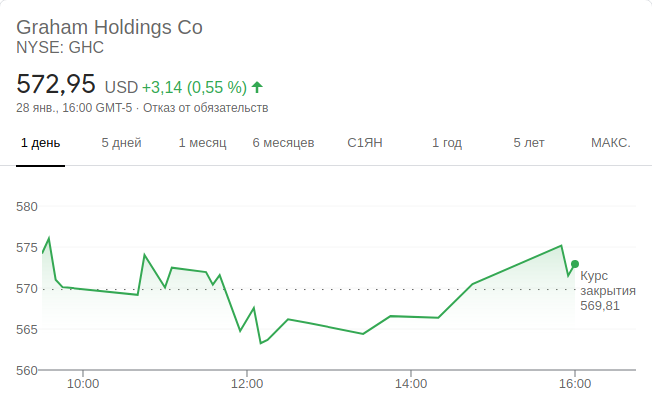 Graham Holdings Co
NYSE: GHC
572,95 USD +3,14 (0,55 %)
28 янв., 16:00 GMT-5 · Отказ от обязательств
1 день 5 дней 1 месяц 6 месяцев С1ЯН 1 год 5 лет МАКС.
580
575
570
565
560
Курс
закрытия
569,81
10:00 12:00 14:00 16:00